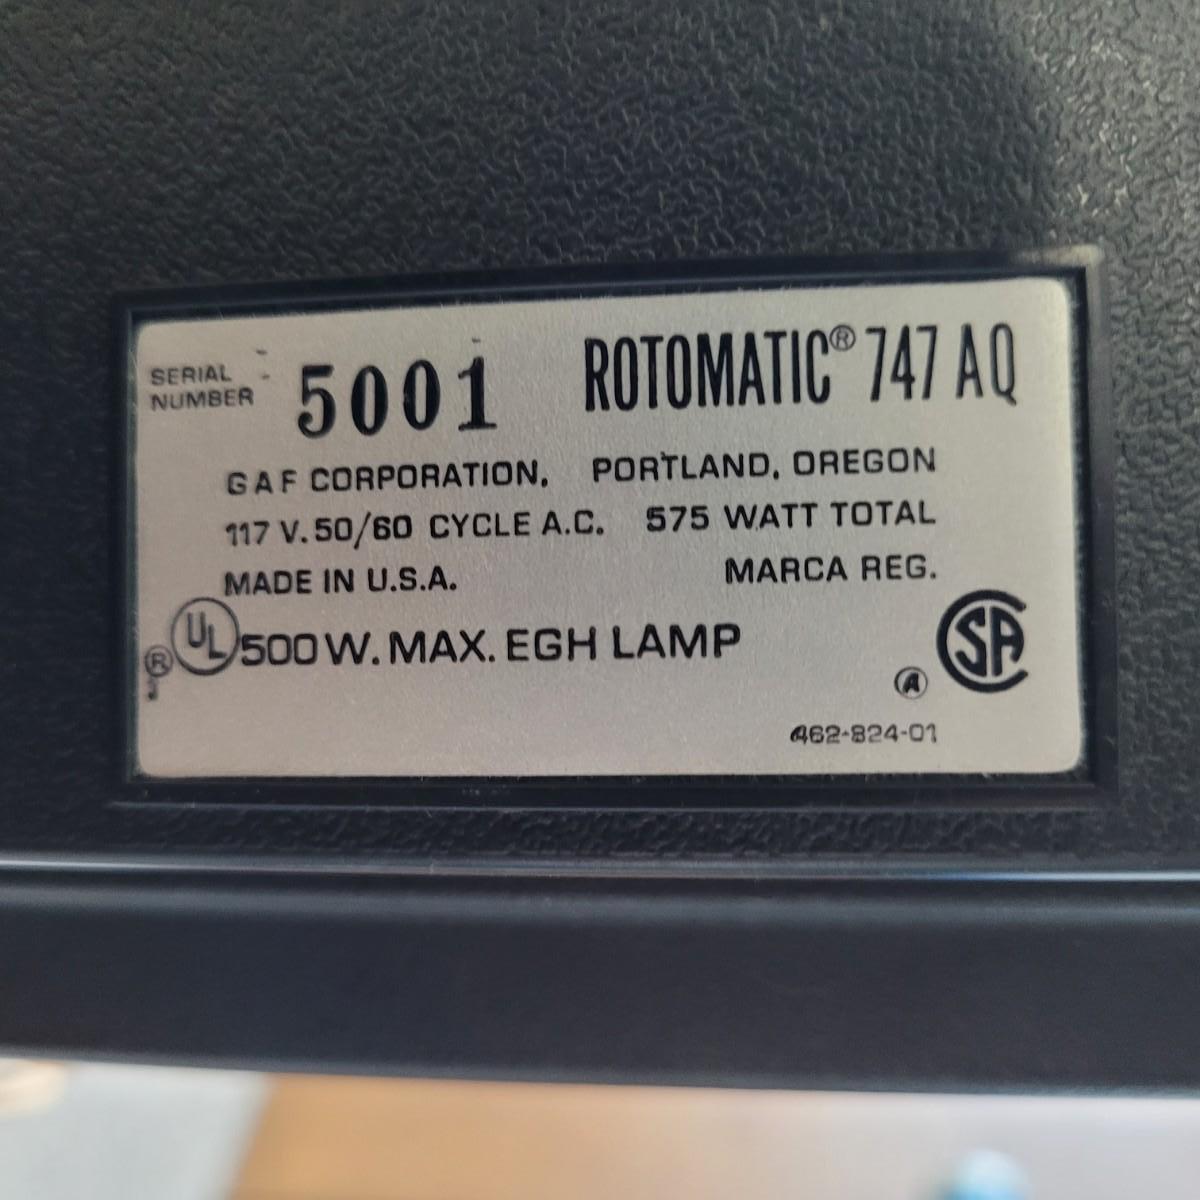 SERIAL NUMBER 5001 ROTOMATIC® 747 AQ
GAF CORPORATION, PORTLAND, OREGON
117 V. 50/60 CYCLE A.C. 575 WATT TOTAL
MADE IN U.S.A. MARCA REG.
® UL 500 W. MAX. EGH LAMP SA
A
462-824-01